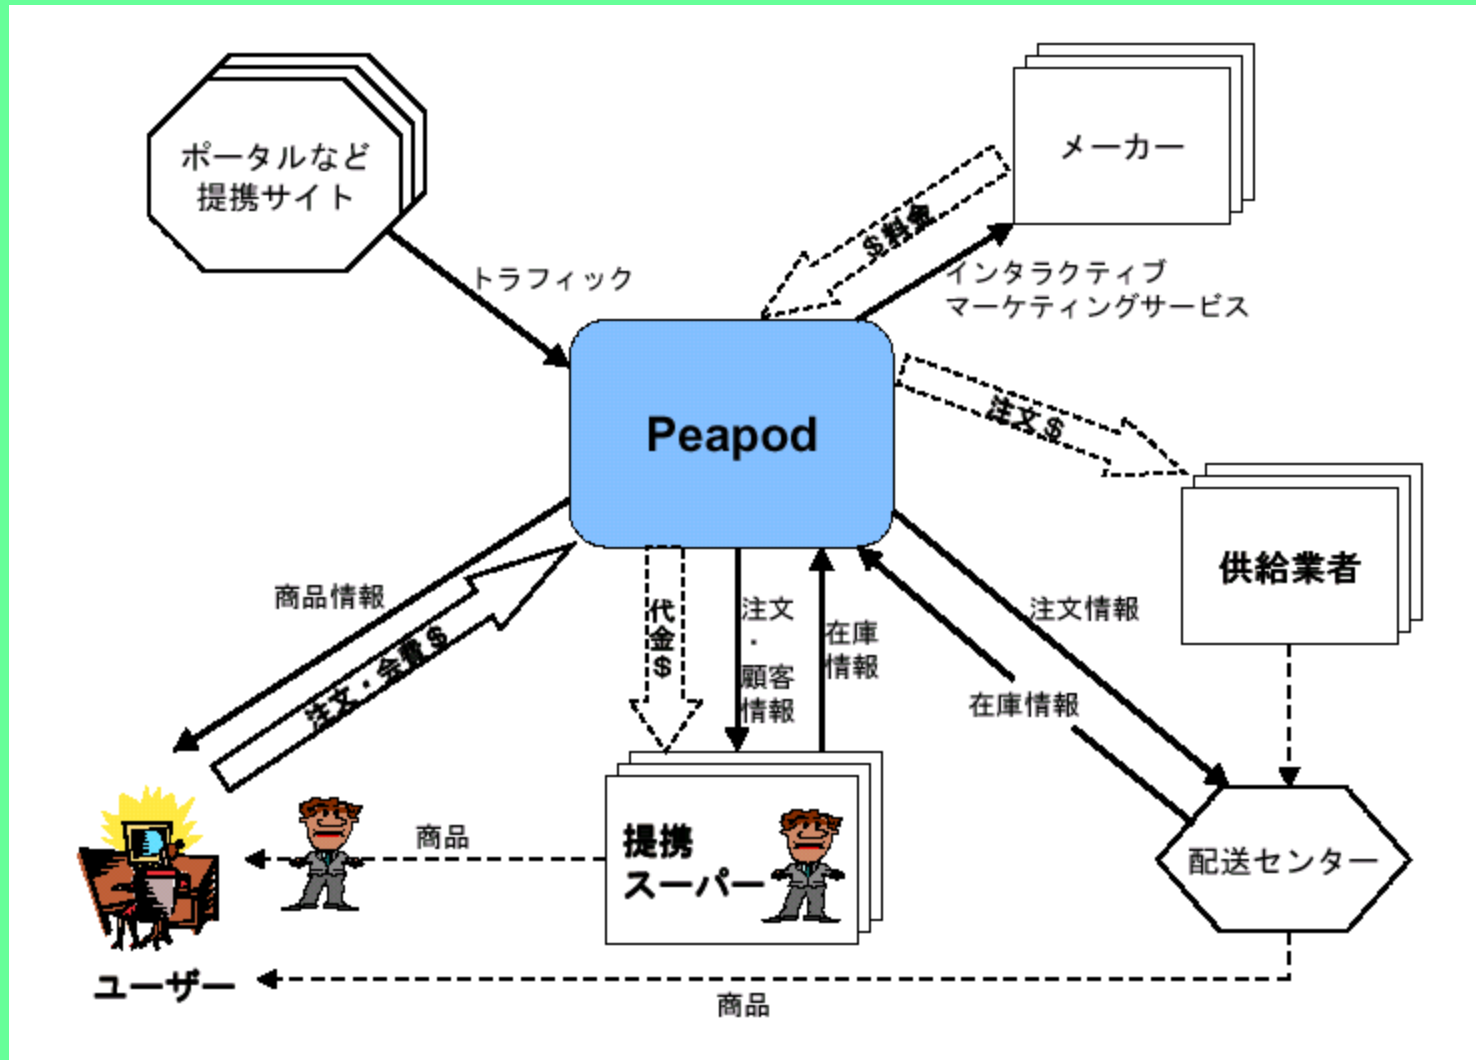 ポータルなど
提携サイト
メーカー
$料金
トラフィック
インタラクティブ
マーケティングサービス
Peapod
注文$
供給業者
商品情報
注文・会費$
代金$
注文
・
顧客
情報
在庫
情報
注文情報
在庫情報
商品
提携
スーパー
配送センター
ユーザー
商品